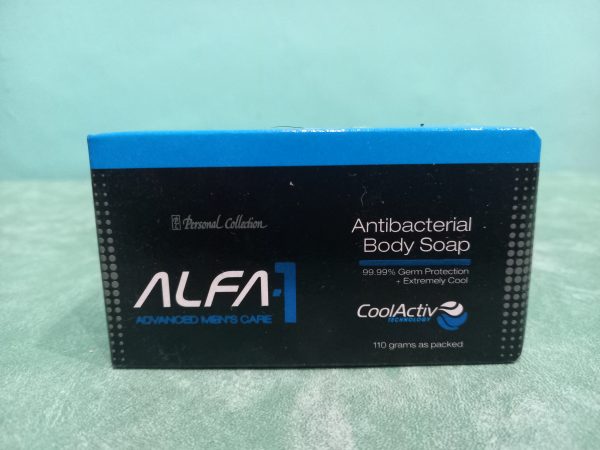 Personal Collection
ALFA-1
ADVANCED MEN'S CARE
Antibacterial
Body Soap
99.99% Germ Protection
+ Extremely Cool
CoolActiv
TECHNOLOGY
110 grams as packed